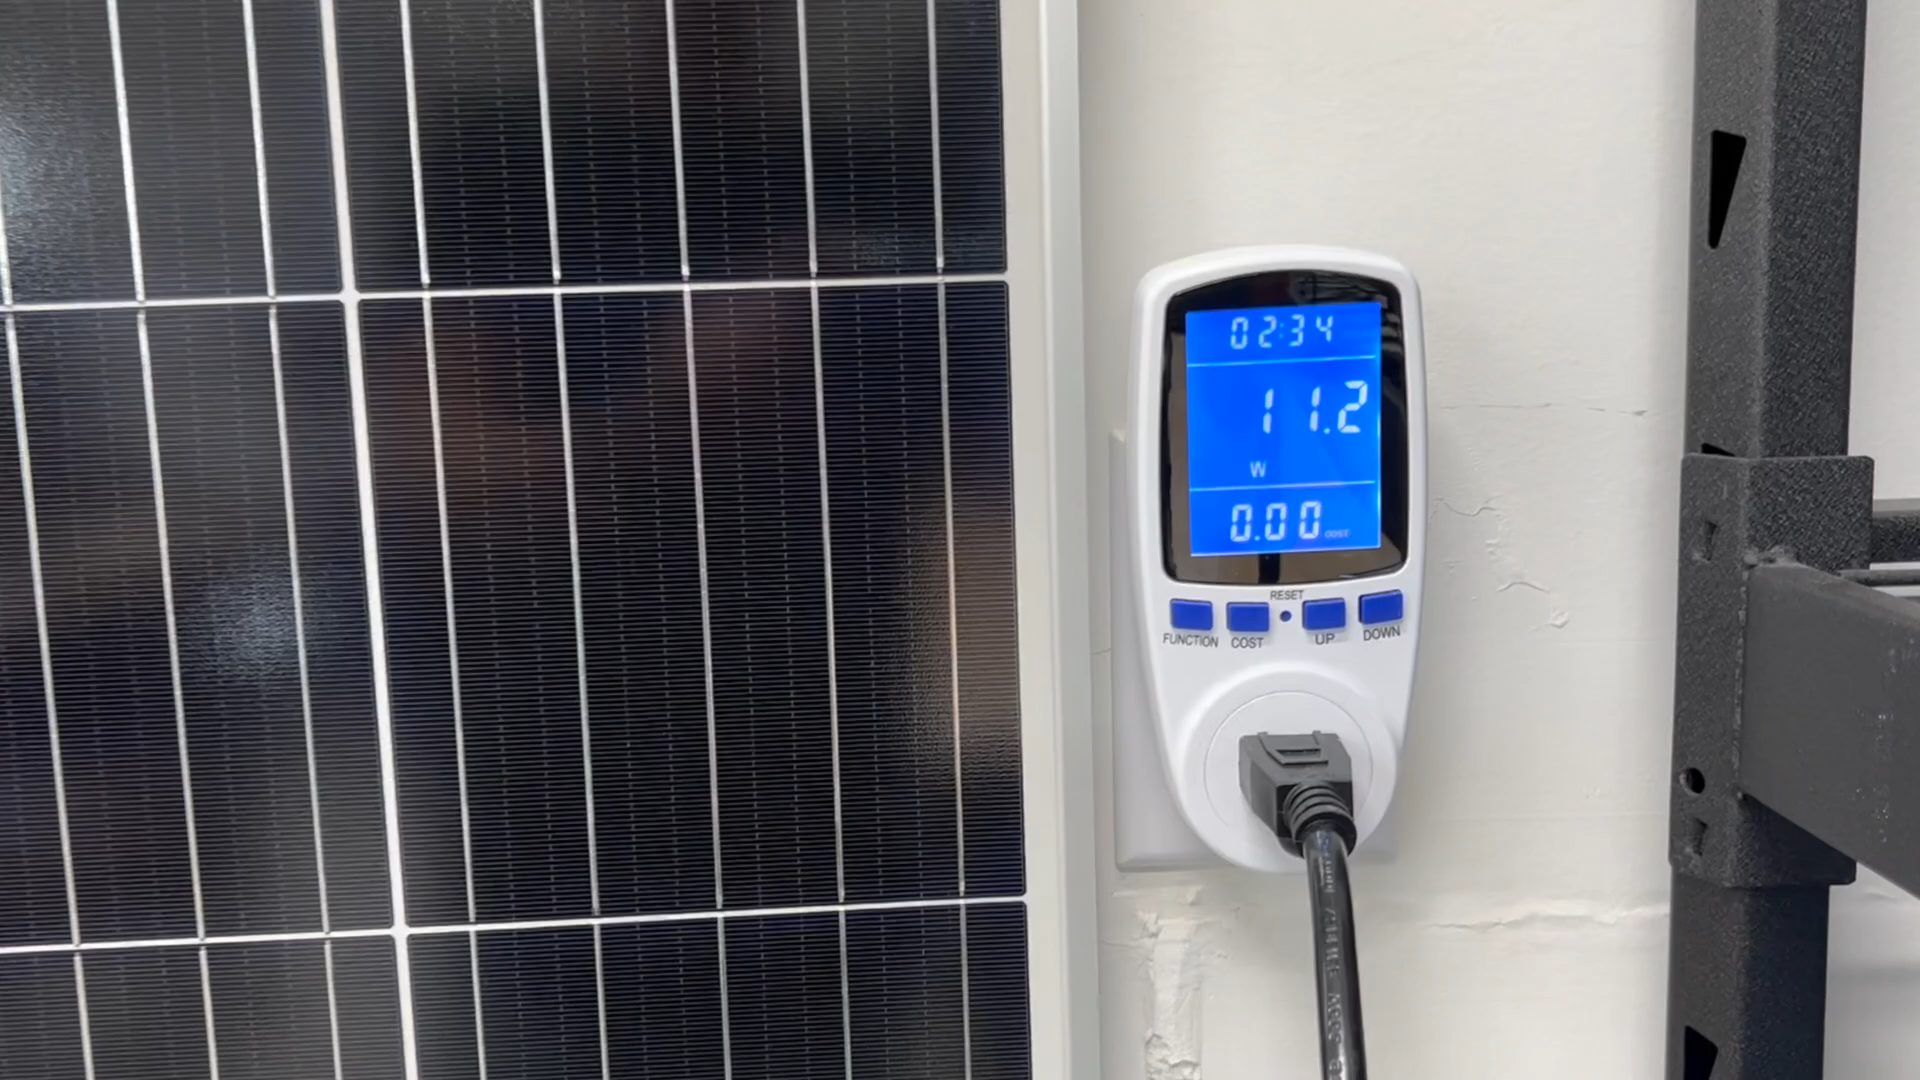 02:34
11.2
W
0.00 COST
RESET
FUNCTION COST UP DOWN